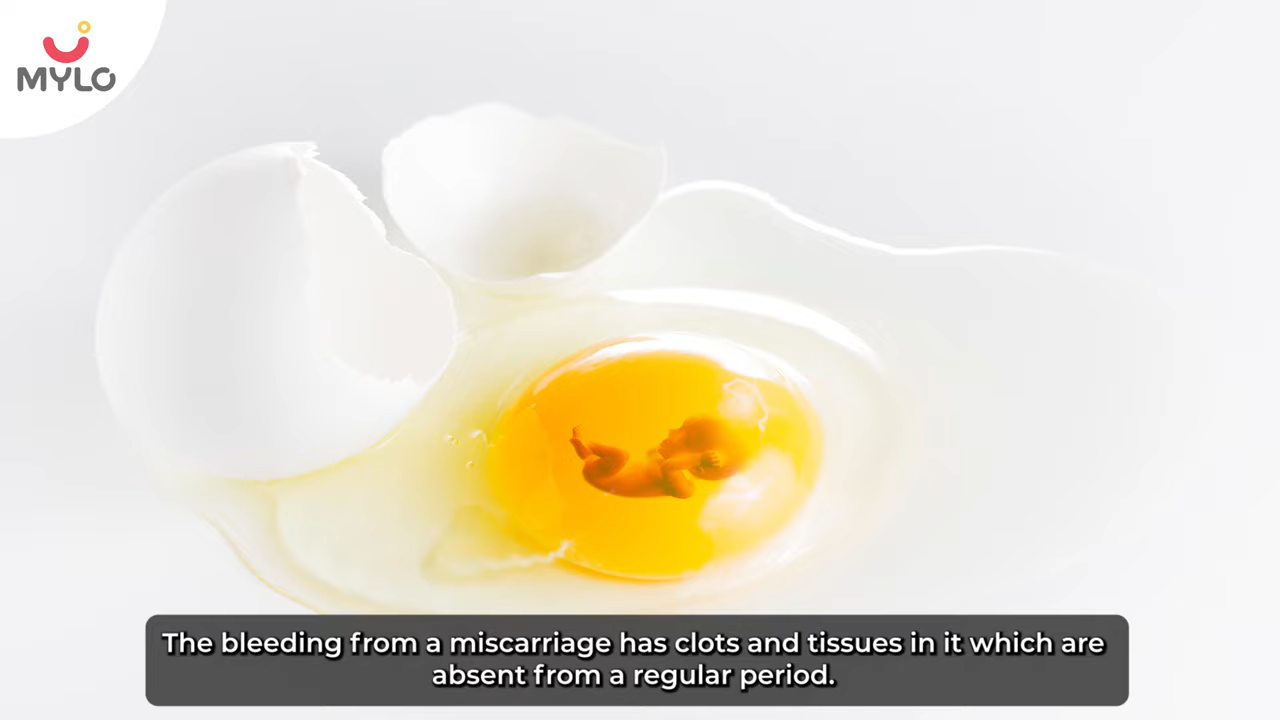 MYLO
The bleeding from a miscarriage has clots and tissues in it which are
absent from a regular period.